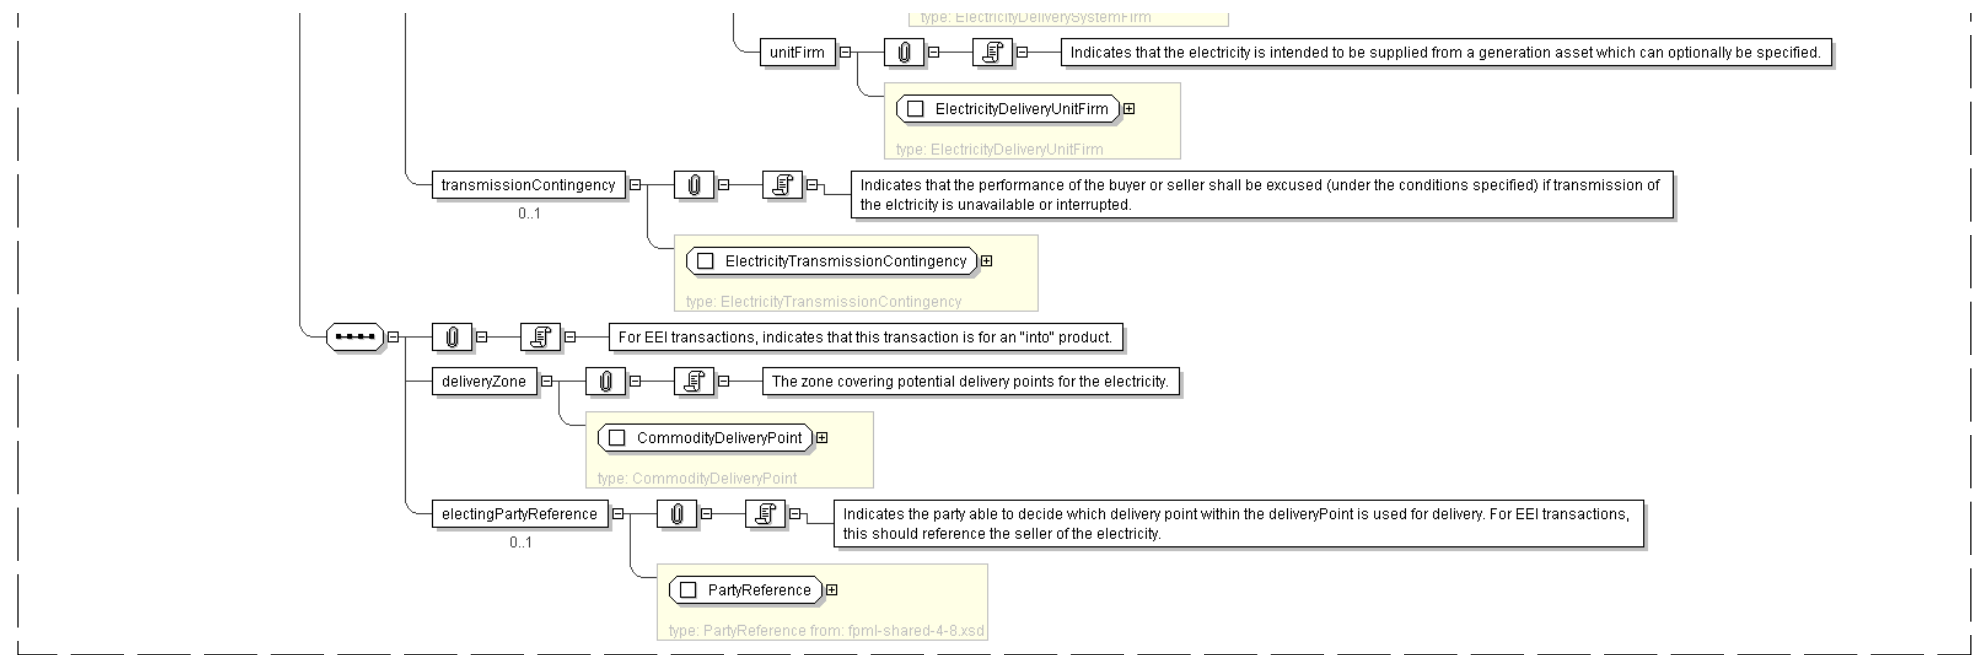 type: ElectricityDeliverySystemFirm
unitFirm
Indicates that the electricity is intended to be supplied from a generation asset which can optionally be specified.
ElectricityDeliveryUnitFirm
type: ElectricityDeliveryUnitFirm
transmissionContingency
Indicates that the performance of the buyer or seller shall be excused (under the conditions specified) if transmission of
the elctricity is unavailable or interrupted.
0..1
ElectricityTransmissionContingency
type: ElectricityTransmissionContingency
For EEI transactions, indicates that this transaction is for an "into" product.
deliveryZone
The zone covering potential delivery points for the electricity.
CommodityDeliveryPoint
type: CommodityDeliveryPoint
electingPartyReference
Indicates the party able to decide which delivery point within the deliveryPoint is used for delivery. For EEI transactions,
this should reference the seller of the electricity.
0..1
PartyReference
type: PartyReference from: fpml-shared-4-8.xsd